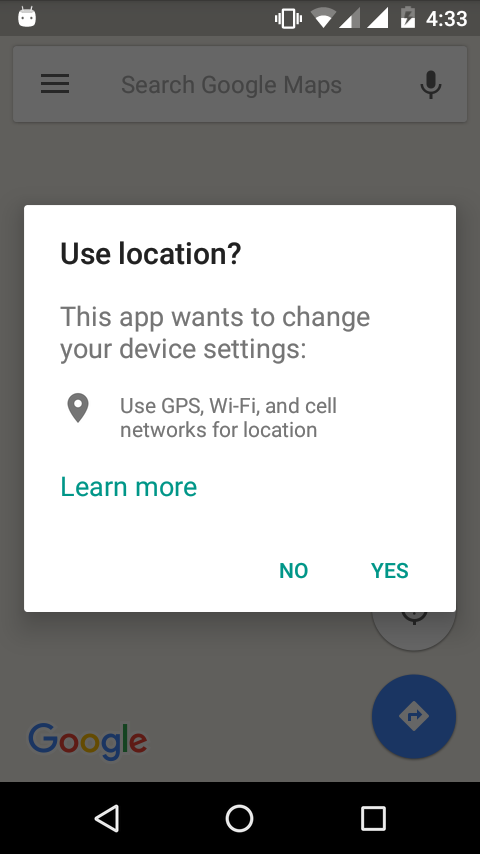 4:33
Search Google Maps
Use location?
This app wants to change
your device settings:
Use GPS, Wi-Fi, and cell
networks for location
Learn more
NO YES
Google